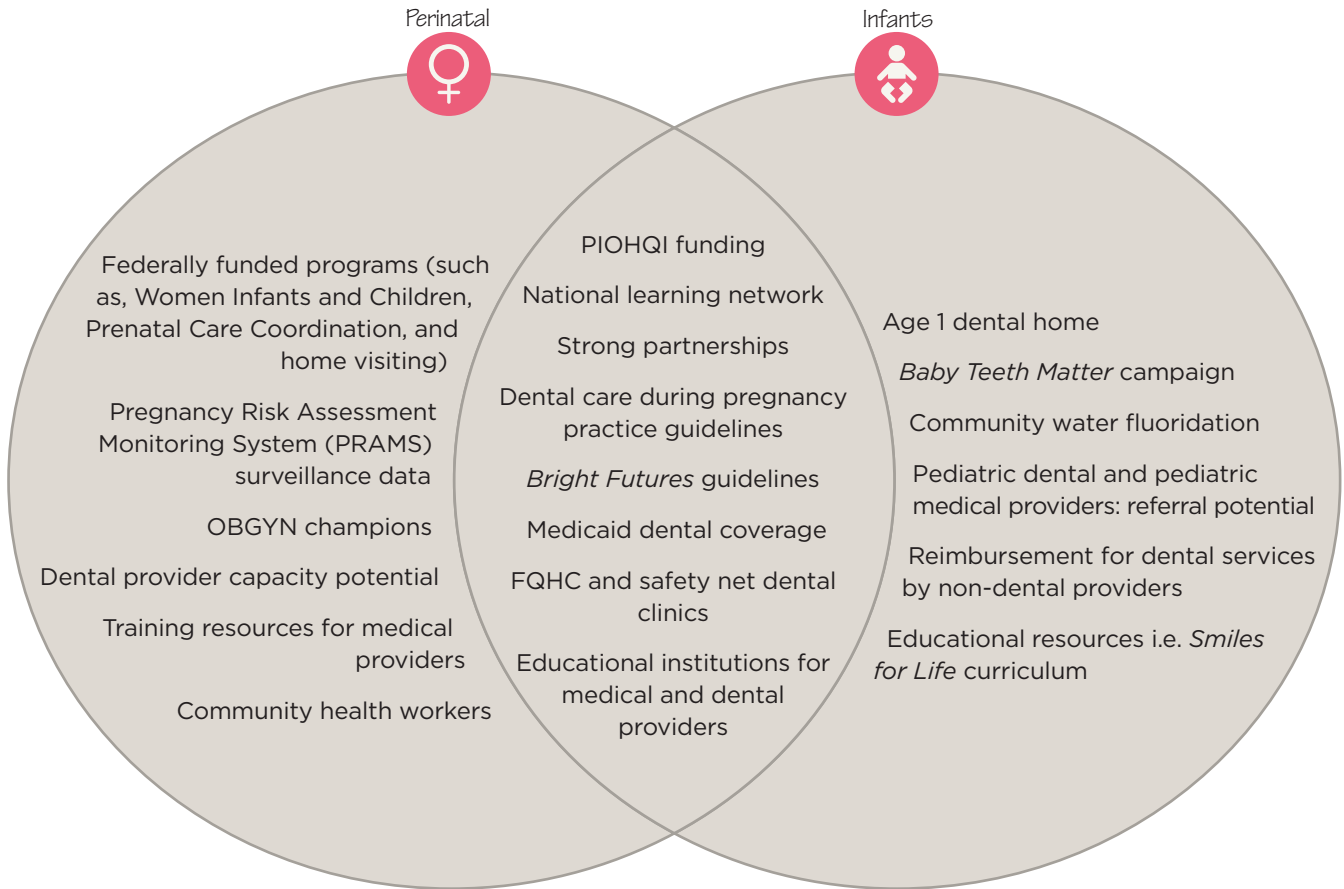 Perinatal
Infants
Federally funded programs (such
as, Women Infants and Children,
Prenatal Care Coordination, and
home visiting)
Pregnancy Risk Assessment
Monitoring System (PRAMS)
surveillance data
OBGYN champions
Dental provider capacity potential
Training resources for medical
providers
Community health workers
PIOHQI funding
National learning network
Strong partnerships
Dental care during pregnancy
practice guidelines
Bright Futures guidelines
Medicaid dental coverage
FQHC and safety net dental
clinics
Educational institutions for
medical and dental
providers
Age 1 dental home
Baby Teeth Matter campaign
Community water fluoridation
Pediatric dental and pediatric
medical providers: referral potential
Reimbursement for dental services
by non-dental providers
Educational resources i.e. Smiles
for Life curriculum